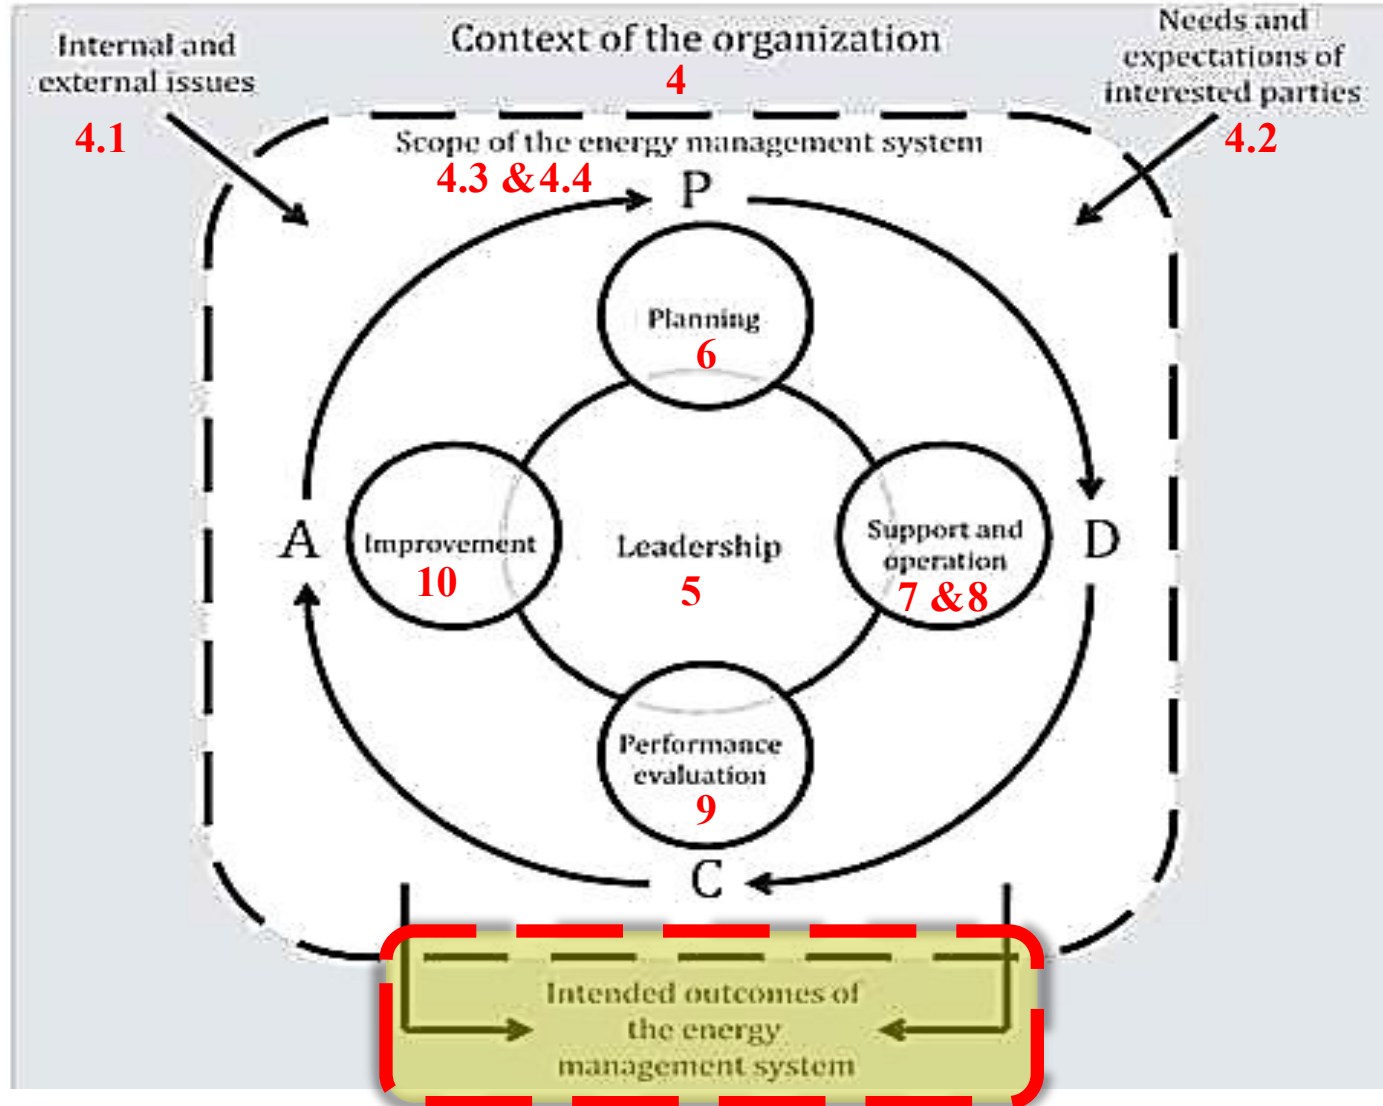 Context of the organization
4
Internal and
external issues
4.1
Needs and
expectations of
interested parties
4.2
Scope of the energy management system
4.3 &4.4
P
Planning
6
A
Improvement
10
Leadership
5
Support and
operation
7 &8
D
Performance
evaluation
9
C
Intended outcomes of
the energy
management system